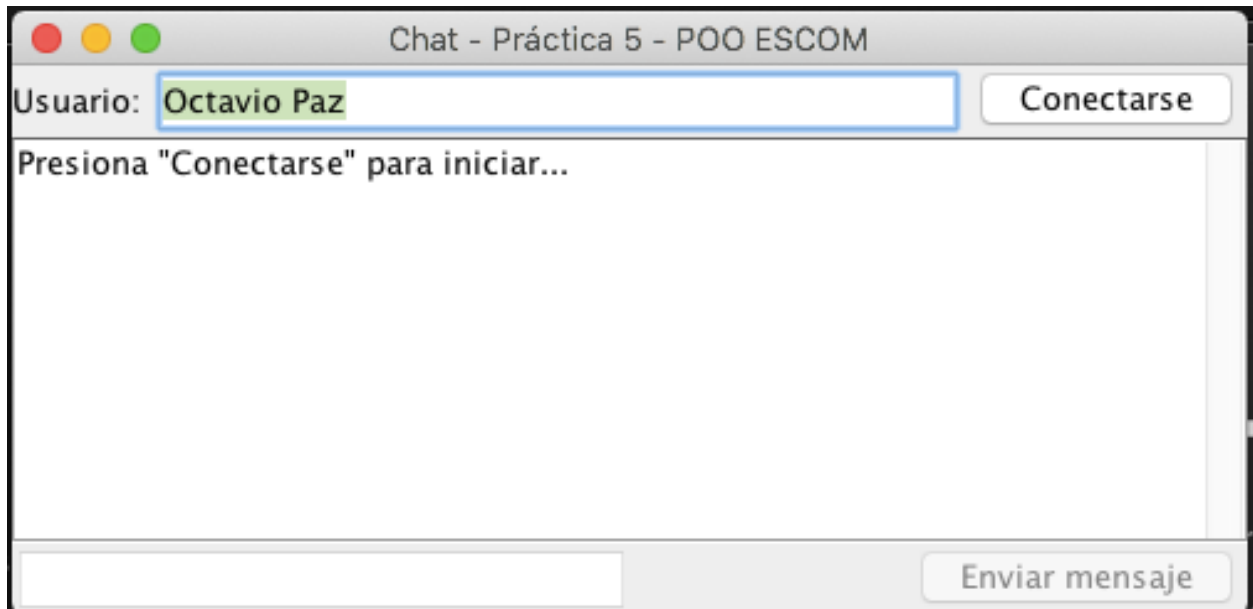 Chat - Práctica 5 - POO ESCOM
Usuario: Octavio Paz Conectarse
Presiona "Conectarse" para iniciar...
Enviar mensaje